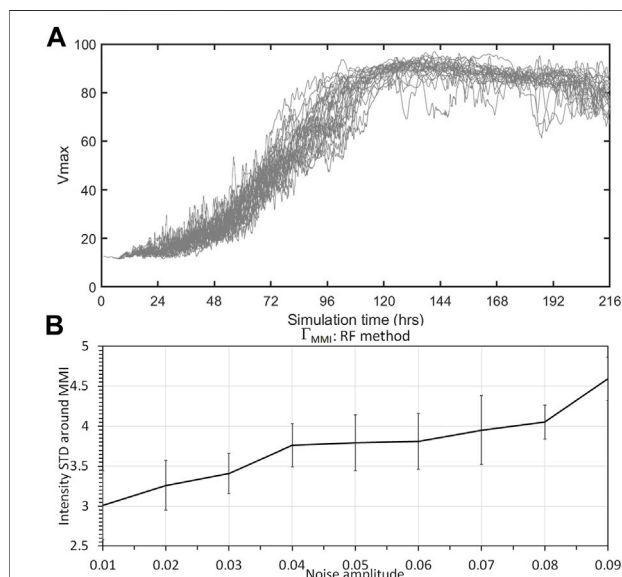 A
100
80
60
40
20
0
Vmax
0 24 48 72 96 120 144 168 192 216
Simulation time (hrs)
B
ΓMMI: RF method
5
4.5
4
3.5
3
2.5
Intensity STD around MMI
0.01 0.02 0.03 0.04 0.05 0.06 0.07 0.08 0.09
Noise amplitude